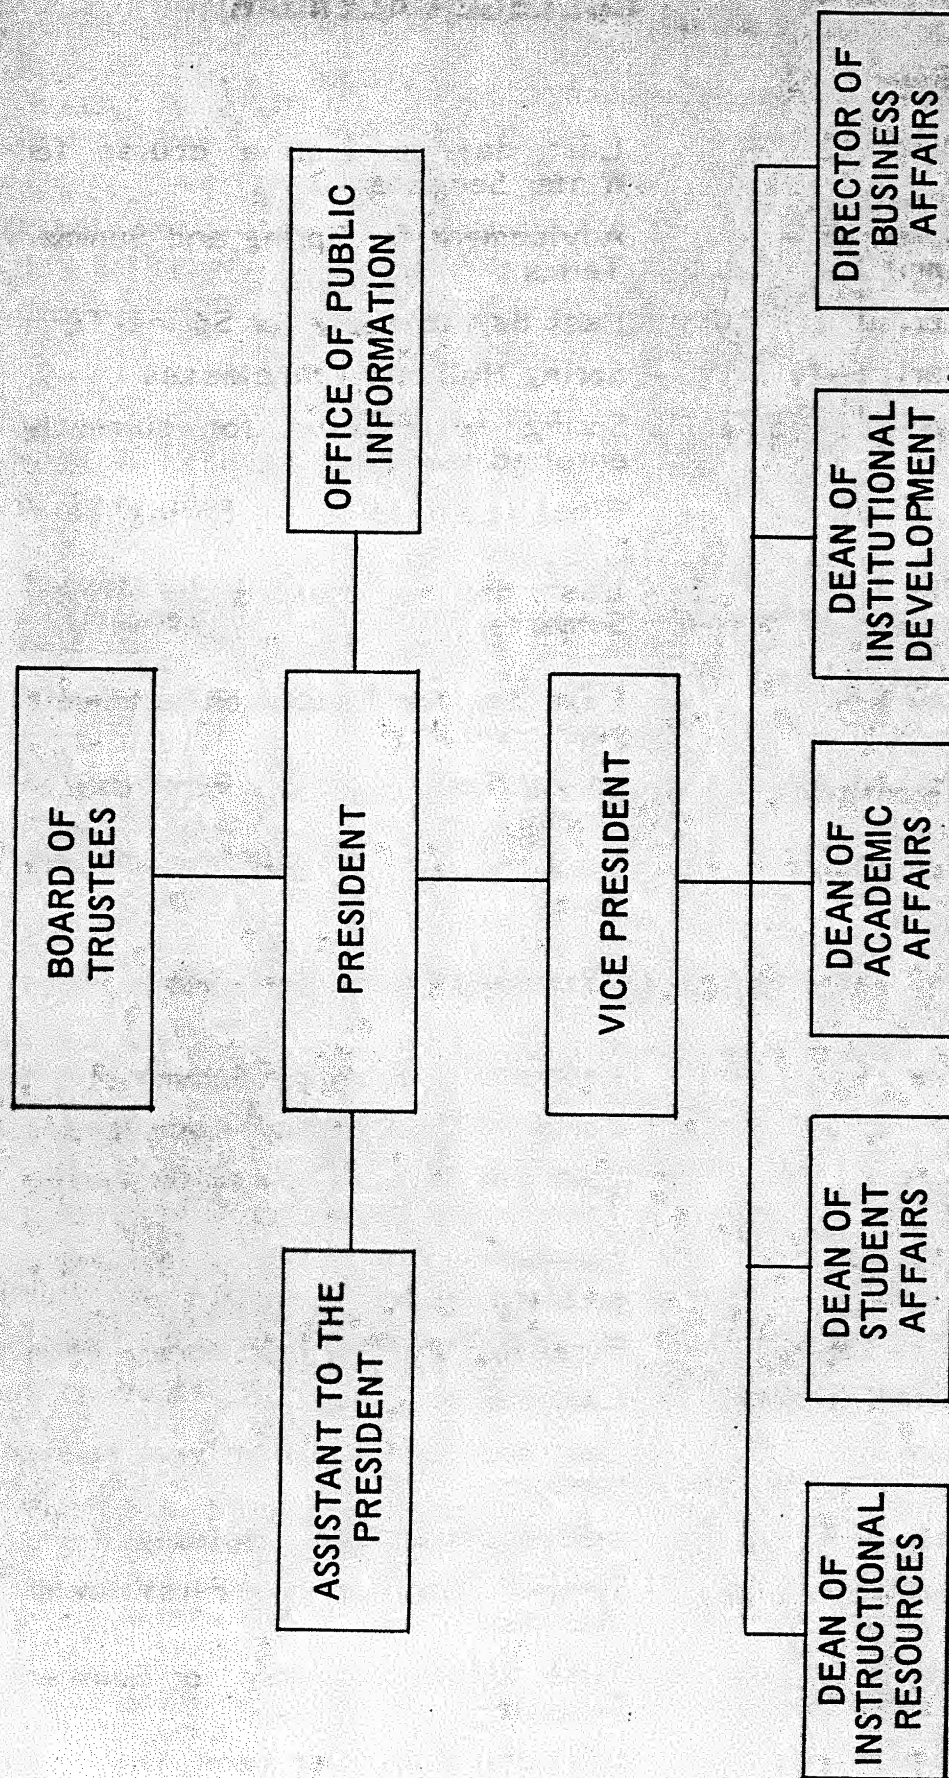 BOARD OF
TRUSTEES
ASSISTANT TO THE
PRESIDENT
PRESIDENT
OFFICE OF PUBLIC
INFORMATION
VICE PRESIDENT
DEAN OF
INSTRUCTIONAL
RESOURCES
DEAN OF
STUDENT
AFFAIRS
DEAN OF
ACADEMIC
AFFAIRS
DEAN OF
INSTITUTIONAL
DEVELOPMENT
DIRECTOR OF
BUSINESS
AFFAIRS